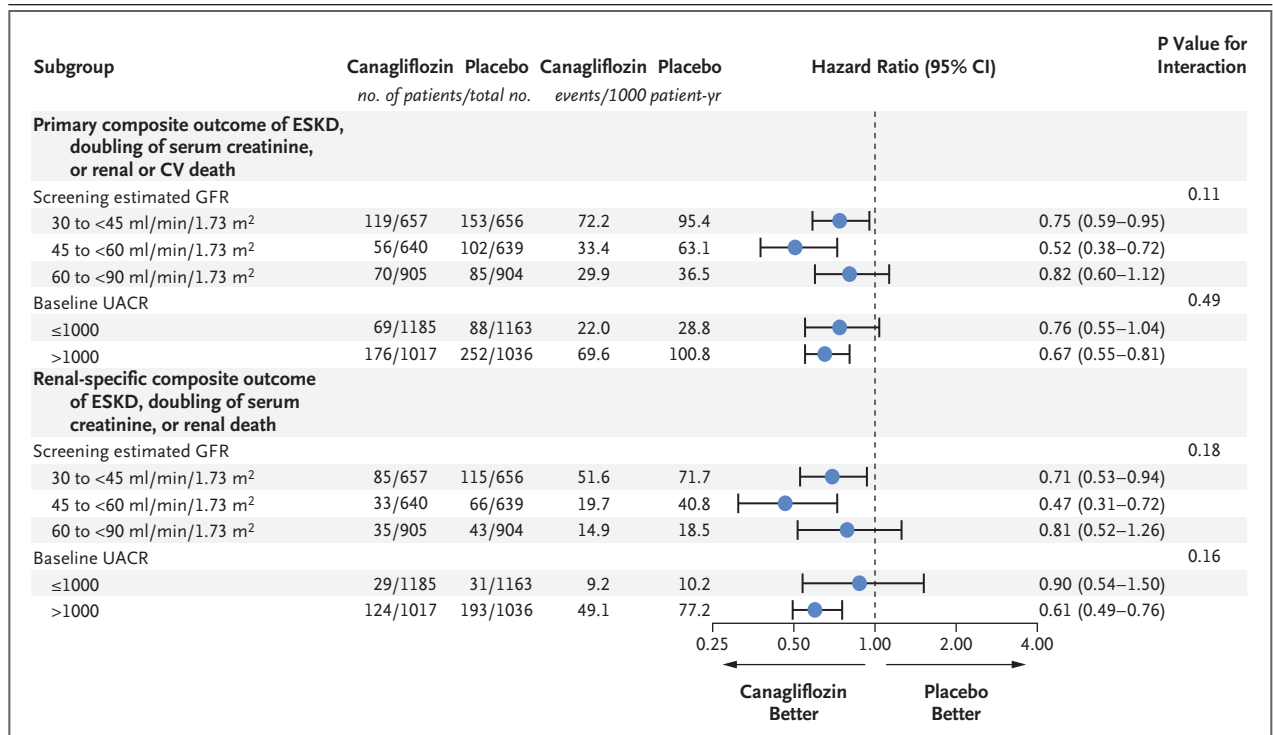 P Value for
Subgroup Canagliflozin Placebo Canagliflozin Placebo Hazard Ratio (95% CI) Interaction
no. of patients/total no. events/1000 patient-yr
Primary composite outcome of ESKD,
doubling of serum creatinine,
or renal or CV death
Screening estimated GFR 0.11
30 to <45 ml/min/1.73 m² 119/657 153/656 72.2 95.4 0.75 (0.59–0.95)
45 to <60 ml/min/1.73 m² 56/640 102/639 33.4 63.1 0.52 (0.38–0.72)
60 to <90 ml/min/1.73 m² 70/905 85/904 29.9 36.5 0.82 (0.60–1.12)
Baseline UACR 0.49
≤1000 69/1185 88/1163 22.0 28.8 0.76 (0.55–1.04)
>1000 176/1017 252/1036 69.6 100.8 0.67 (0.55–0.81)
Renal-specific composite outcome
of ESKD, doubling of serum
creatinine, or renal death
Screening estimated GFR 0.18
30 to <45 ml/min/1.73 m² 85/657 115/656 51.6 71.7 0.71 (0.53–0.94)
45 to <60 ml/min/1.73 m² 33/640 66/639 19.7 40.8 0.47 (0.31–0.72)
60 to <90 ml/min/1.73 m² 35/905 43/904 14.9 18.5 0.81 (0.52–1.26)
Baseline UACR 0.16
≤1000 29/1185 31/1163 9.2 10.2 0.90 (0.54–1.50)
>1000 124/1017 193/1036 49.1 77.2 0.61 (0.49–0.76)
0.25 0.50 1.00 2.00 4.00
Canagliflozin Placebo
Better Better